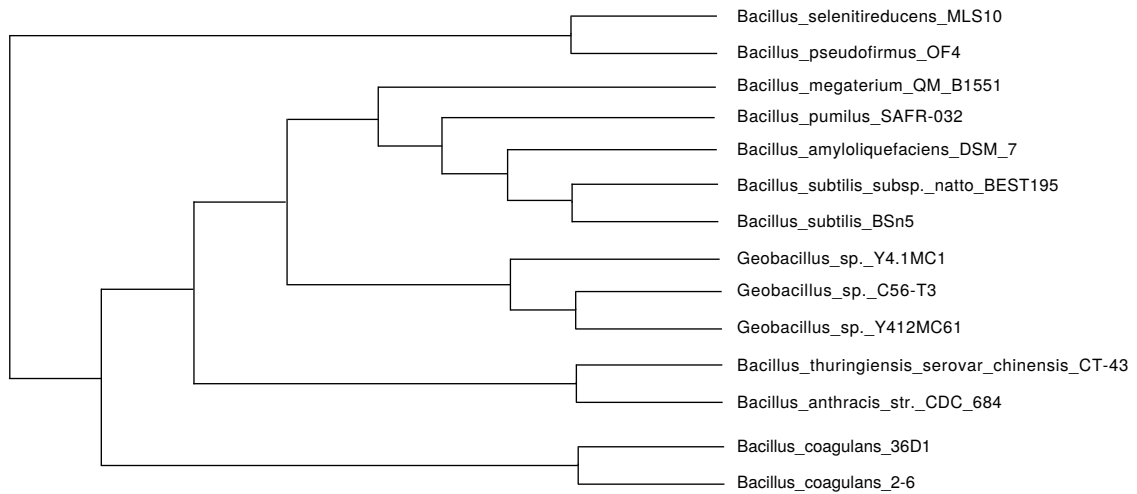 Bacillus_selenitireducens_MLS10
Bacillus_pseudofirmus_OF4
Bacillus_megaterium_QM_B1551
Bacillus_pumilus_SAFR-032
Bacillus_amyloliquefaciens_DSM_7
Bacillus_subtilis_subsp._natto_BEST195
Bacillus_subtilis_BSn5
Geobacillus_sp._Y4.1MC1
Geobacillus_sp._C56-T3
Geobacillus_sp._Y412MC61
Bacillus_thuringiensis_serovar_chinensis_CT-43
Bacillus_anthracis_str._CDC_684
Bacillus_coagulans_36D1
Bacillus_coagulans_2-6